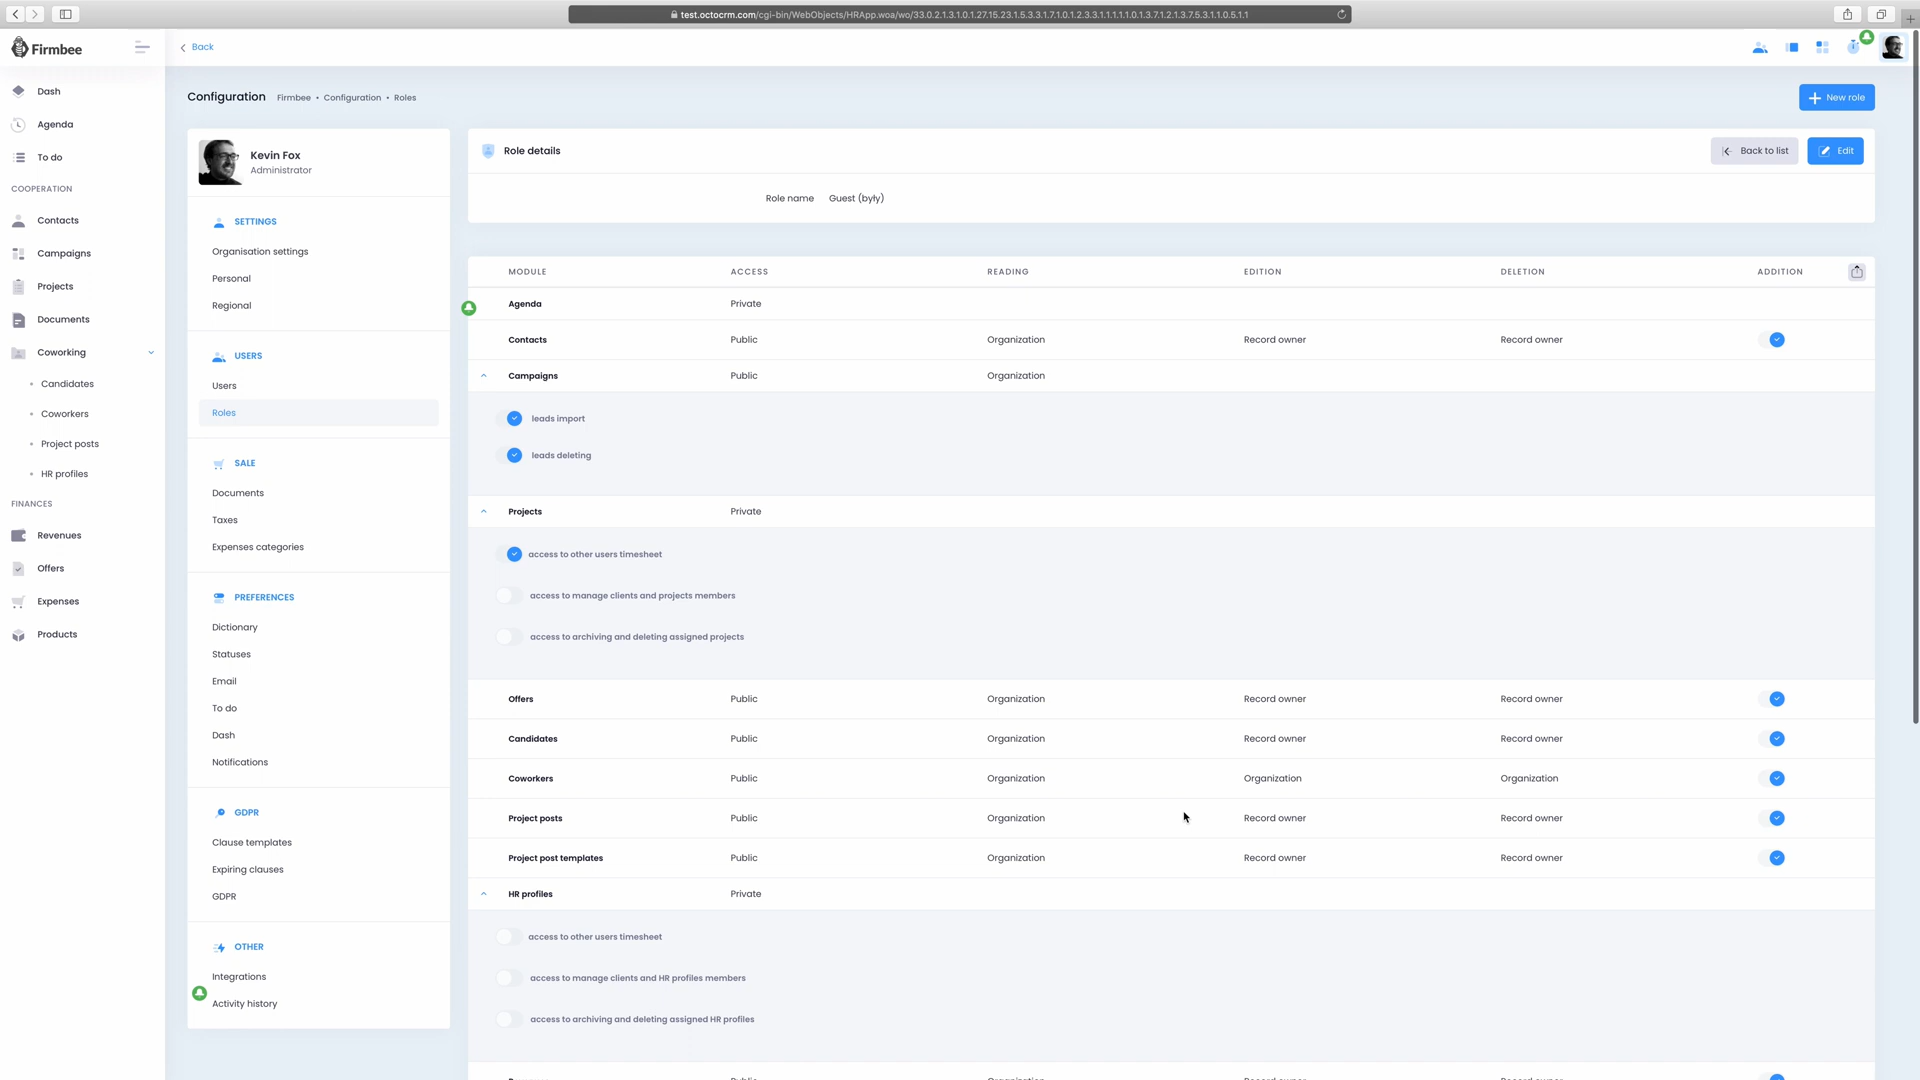 test.octocrm.com/cgi-bin/WebObjects/HRApp.woa/wo/33.0.2.1.3.1.0.1.27.15.23.1.5.3.3.1.7.1.0.1.2.3.3.1.1.1.1.1.0.1.3.7.1.2.1.3.7.5.3.1.1.0.5.1.1
Firmbee
Back
Dash
Agenda
To do
COOPERATION
Contacts
Campaigns
Projects
Documents
Coworking
Candidates
Coworkers
Project posts
HR profiles
FINANCES
Revenues
Offers
Expenses
Products
Configuration Firmbee • Configuration • Roles
New role
Kevin Fox
Administrator
SETTINGS
Organisation settings
Personal
Regional
USERS
Users
Roles
SALE
Documents
Taxes
Expenses categories
PREFERENCES
Dictionary
Statuses
Email
To do
Dash
Notifications
GDPR
Clause templates
Expiring clauses
GDPR
OTHER
Integrations
Activity history
Role details
Back to list
Edit
Role name Guest (były)
MODULE ACCESS READING EDITION DELETION ADDITION
Agenda Private
Contacts Public Organization Record owner Record owner
Campaigns Public Organization
leads import
leads deleting
Projects Private
access to other users timesheet
access to manage clients and projects members
access to archiving and deleting assigned projects
Offers Public Organization Record owner Record owner
Candidates Public Organization Record owner Record owner
Coworkers Public Organization Organization Organization
Project posts Public Organization Record owner Record owner
Project post templates Public Organization Record owner Record owner
HR profiles Private
access to other users timesheet
access to manage clients and HR profiles members
access to archiving and deleting assigned HR profiles